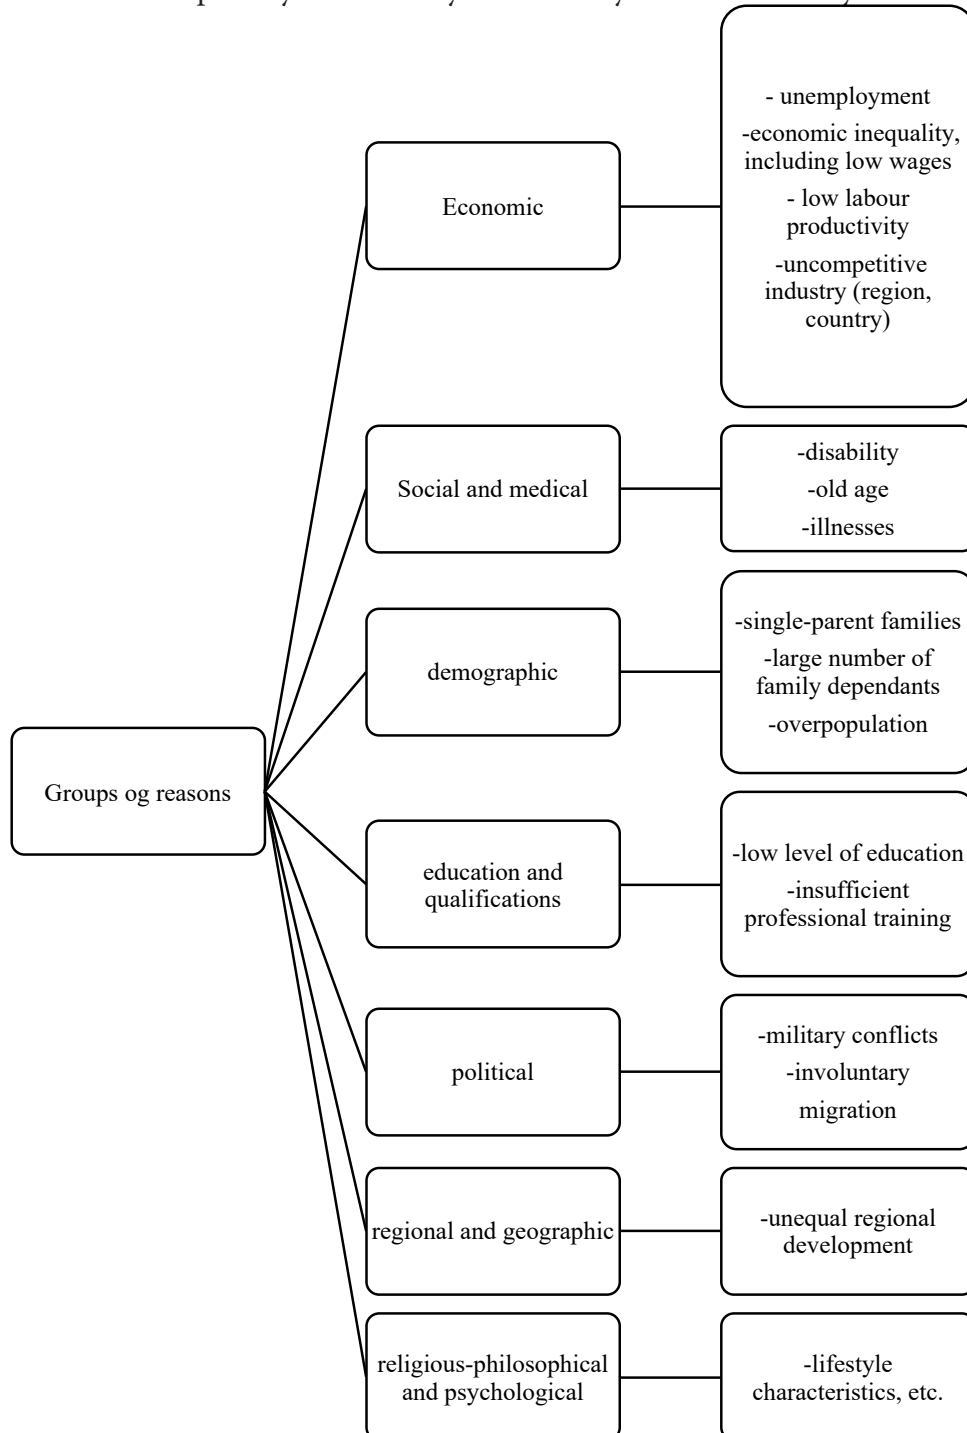 Economic
- unemployment
-economic inequality,
including low wages
- low labour
productivity
-uncompetitive
industry (region,
country)
Social and medical
-disability
-old age
-illnesses
demographic
-single-parent families
-large number of
family dependants
-overpopulation
Groups og reasons
education and
qualifications
-low level of education
-insufficient
professional training
political
-military conflicts
-involuntary
migration
regional and geographic
-unequal regional
development
religious-philosophical
and psychological
-lifestyle
characteristics, etc.